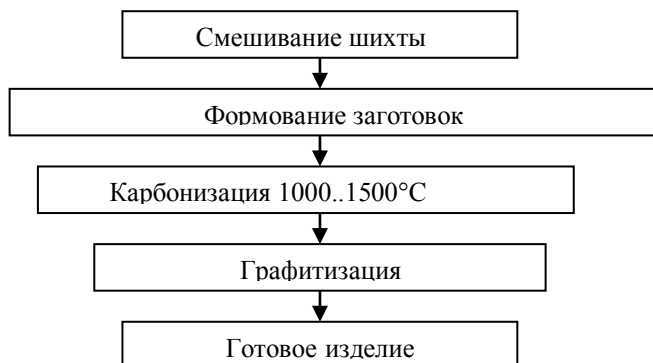 Смешивание шихты
Формование заготовок
Карбонизация 1000..1500°С
Графитизация
Готовое изделие